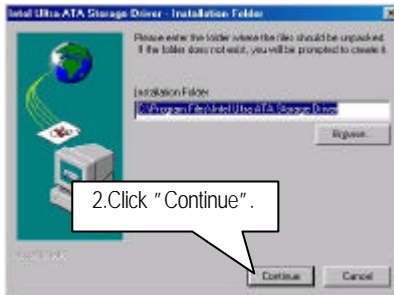 Intel Ultra ATA Storage Driver - Installation Folder
Please enter the folder where the files should be unpacked.
If the folder does not exist, you will be prompted to create it.
Installation Folder:
C:\Program Files\Intel Ultra ATA Storage Driver
Browse...
2.Click "Continue".
Continue
Cancel